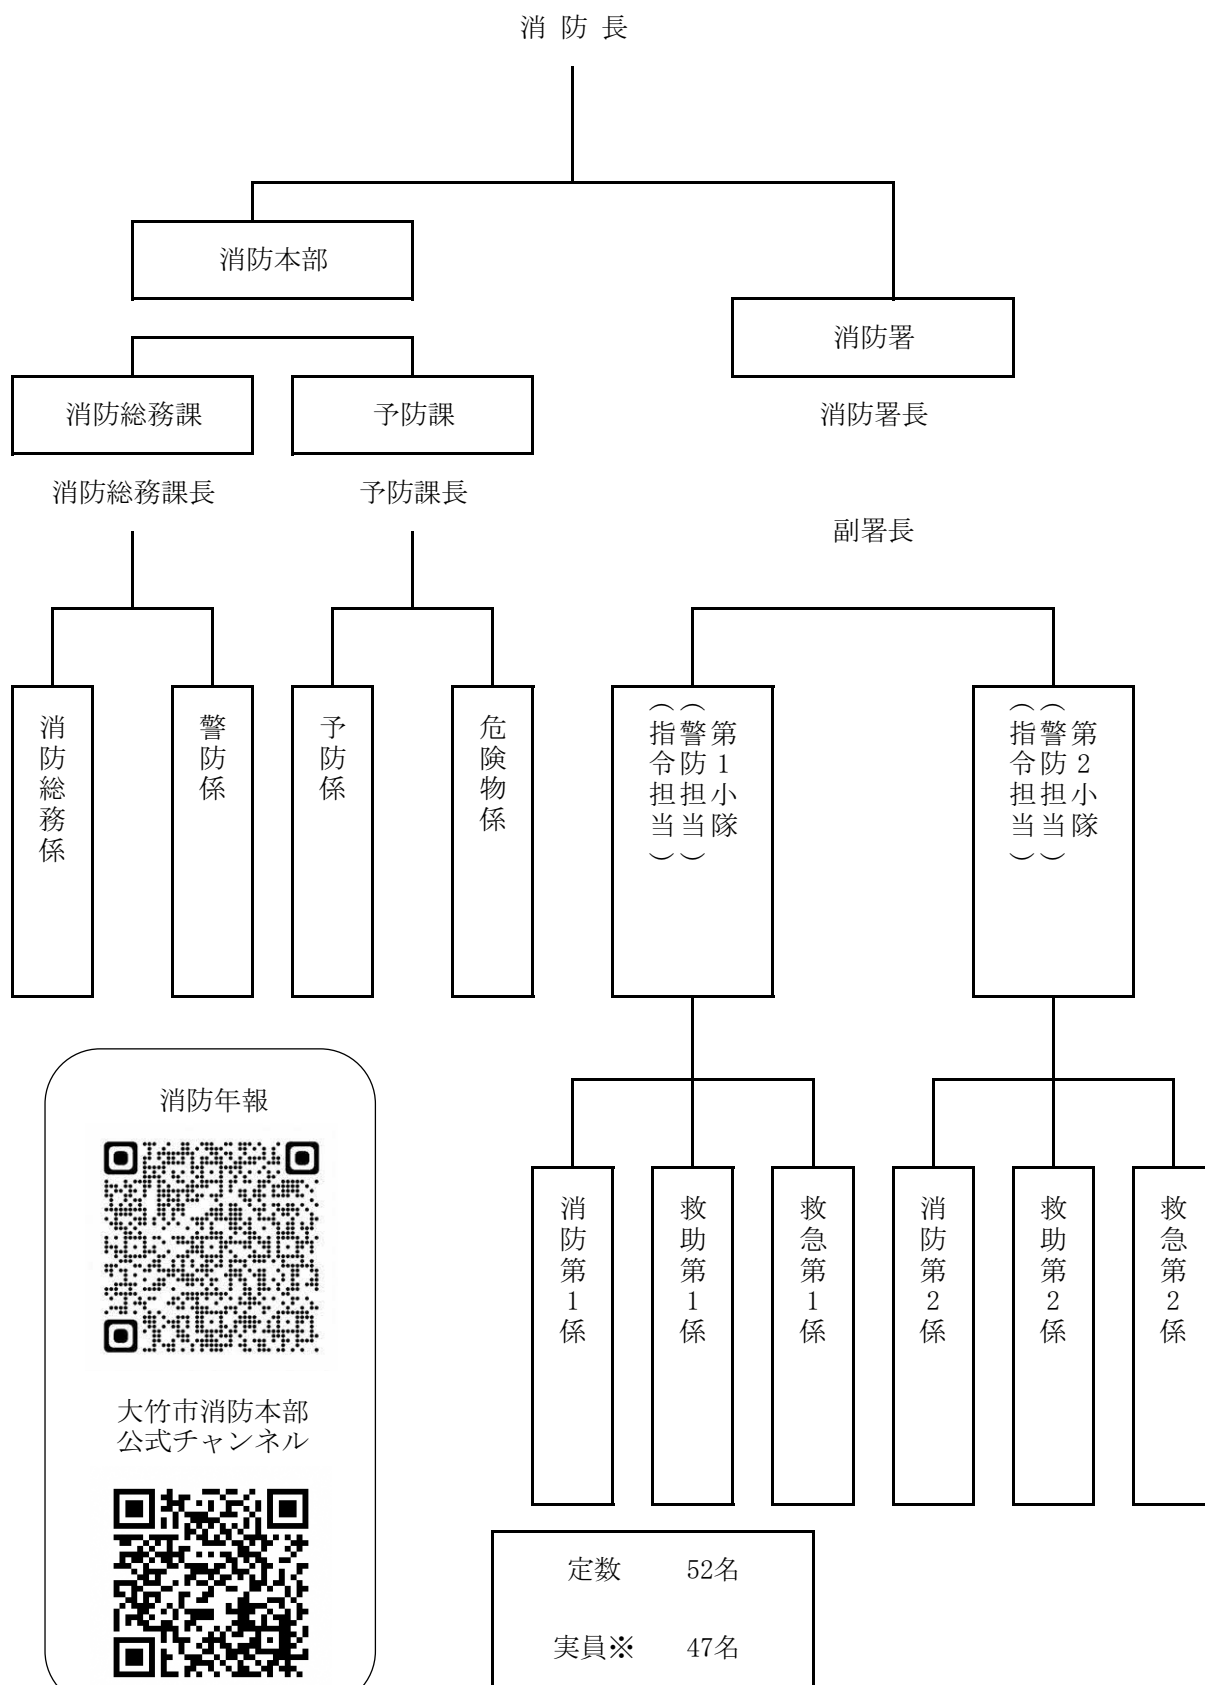 消防長
消防本部
消防署
消防総務課
予防課
消防署長
消防総務課長
予防課長
副署長
消防総務係
警防係
予防係
危険物係
第1小隊
（警防担当）
（指令担当）
第2小隊
（警防担当）
（指令担当）
消防第1係
救助第1係
救急第1係
消防第2係
救助第2係
救急第2係
消防年報
大竹市消防本部
公式チャンネル
定数 52名
実員※ 47名